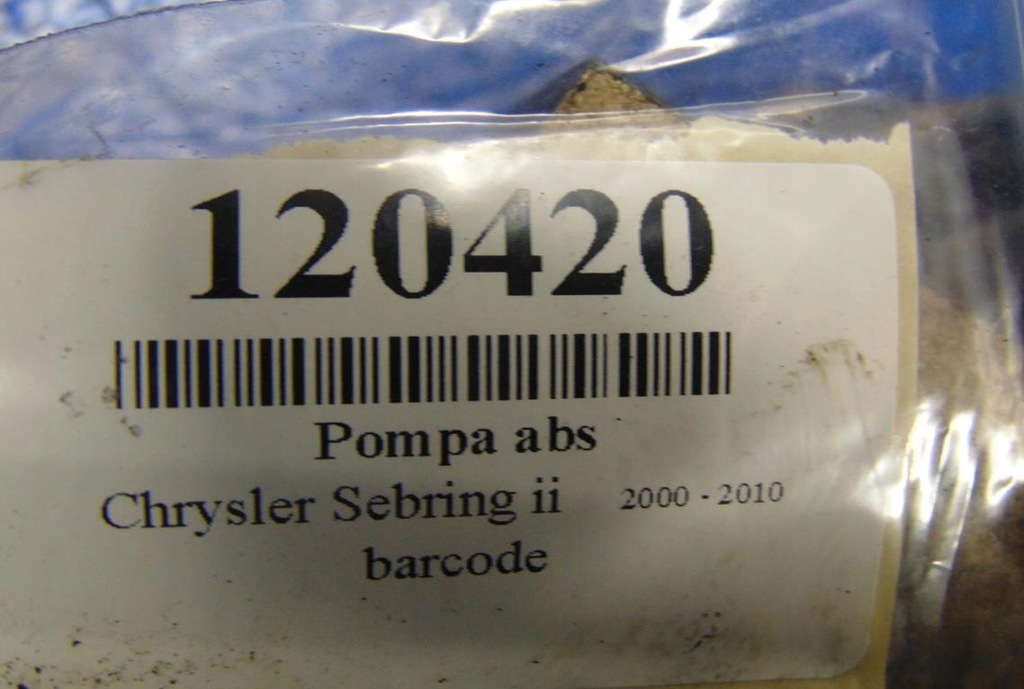 120420
Pompa abs
Chrysler Sebring ii 2000 - 2010
barcode